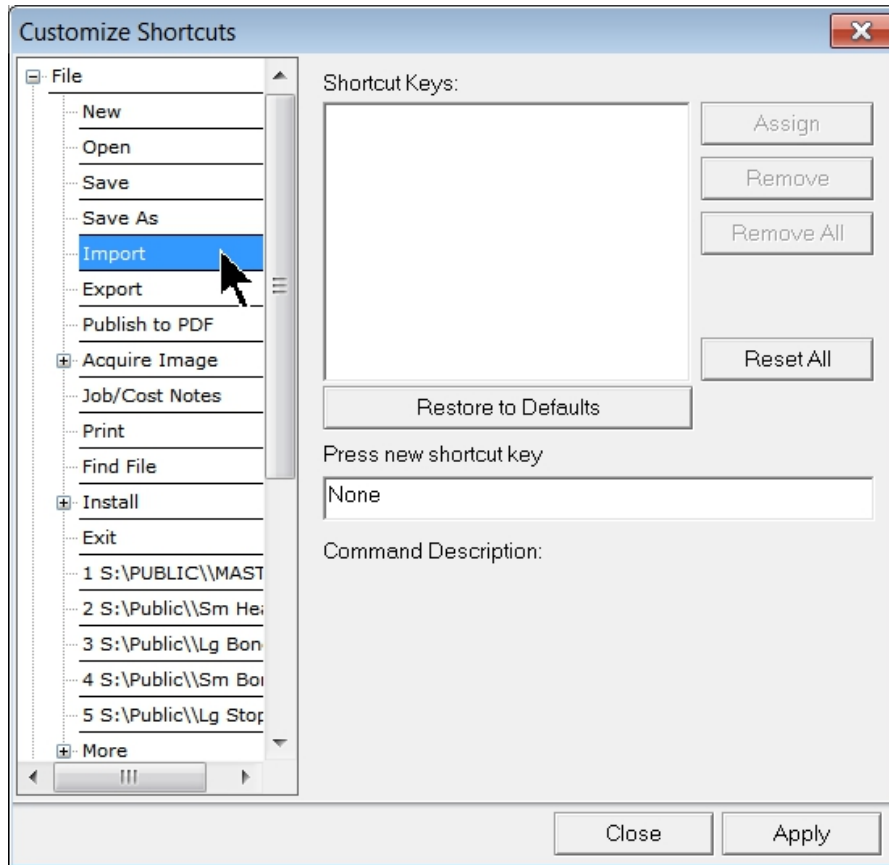 Customize Shortcuts
File
New
Open
Save
Save As
Import
Export
Publish to PDF
Acquire Image
Job/Cost Notes
Print
Find File
Install
Exit
1 S:\PUBLIC\\MAST
2 S:\Public\\Sm Hea
3 S:\Public\\Lg Bon
4 S:\Public\\Sm Bo
5 S:\Public\\Lg Stop
More
Shortcut Keys:
Assign
Remove
Remove All
Reset All
Restore to Defaults
Press new shortcut key
None
Command Description:
Close
Apply